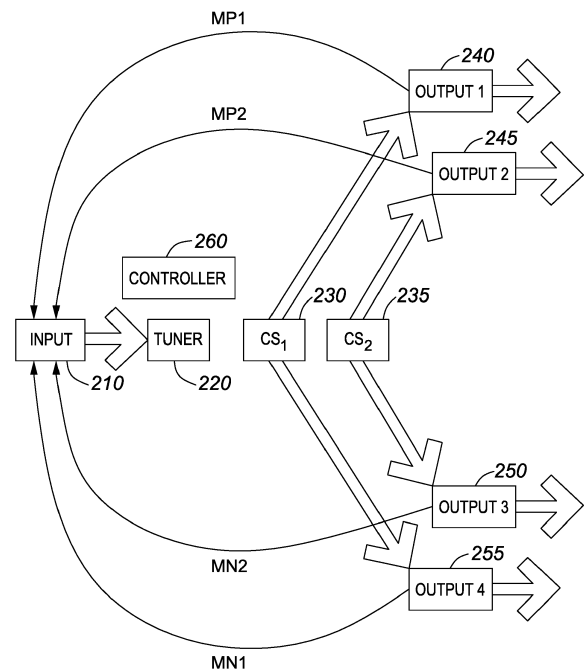 MP1
240
OUTPUT 1
MP2
245
OUTPUT 2
260
CONTROLLER
230
235
INPUT
TUNER
CS1
CS2
210
220
250
OUTPUT 3
MN2
255
OUTPUT 4
MN1